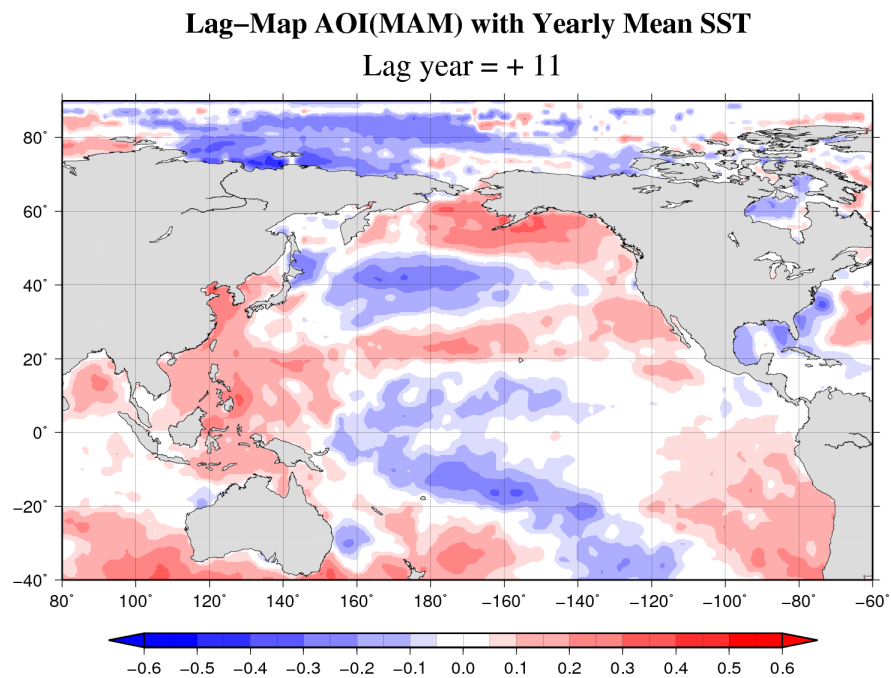 Lag–Map AOI(MAM) with Yearly Mean SST
Lag year = + 11
80°
60°
40°
20°
0°
−20°
−40°
80 100 120 140 160 180 −160° −140° −120° −100° −80° −60°
−0.6 −0.5 −0.4 −0.3 −0.2 −0.1 0.0 0.1 0.2 0.3 0.4 0.5 0.6